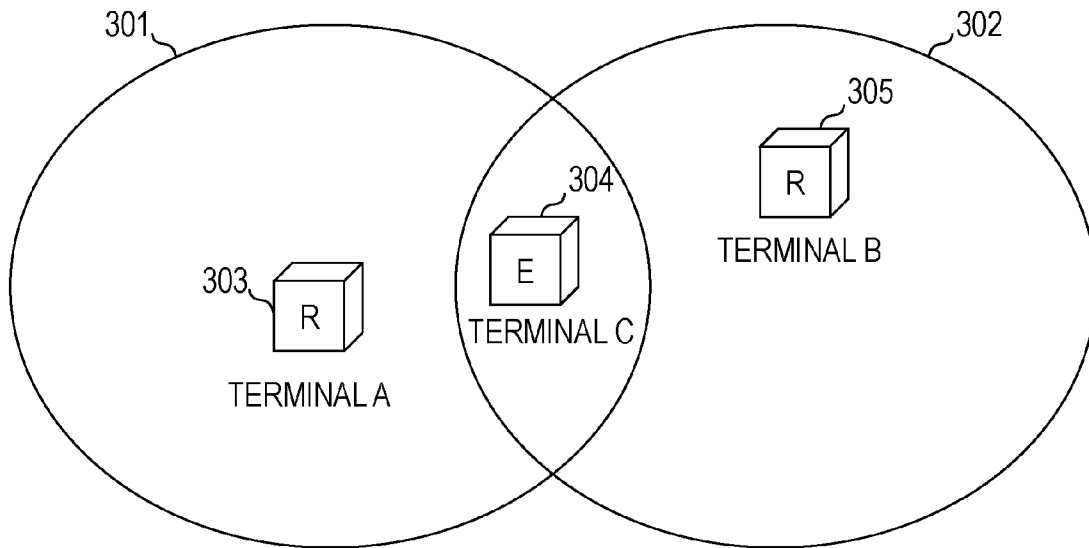 301
302
305
R
TERMINAL B
304
E
TERMINAL C
303
R
TERMINAL A